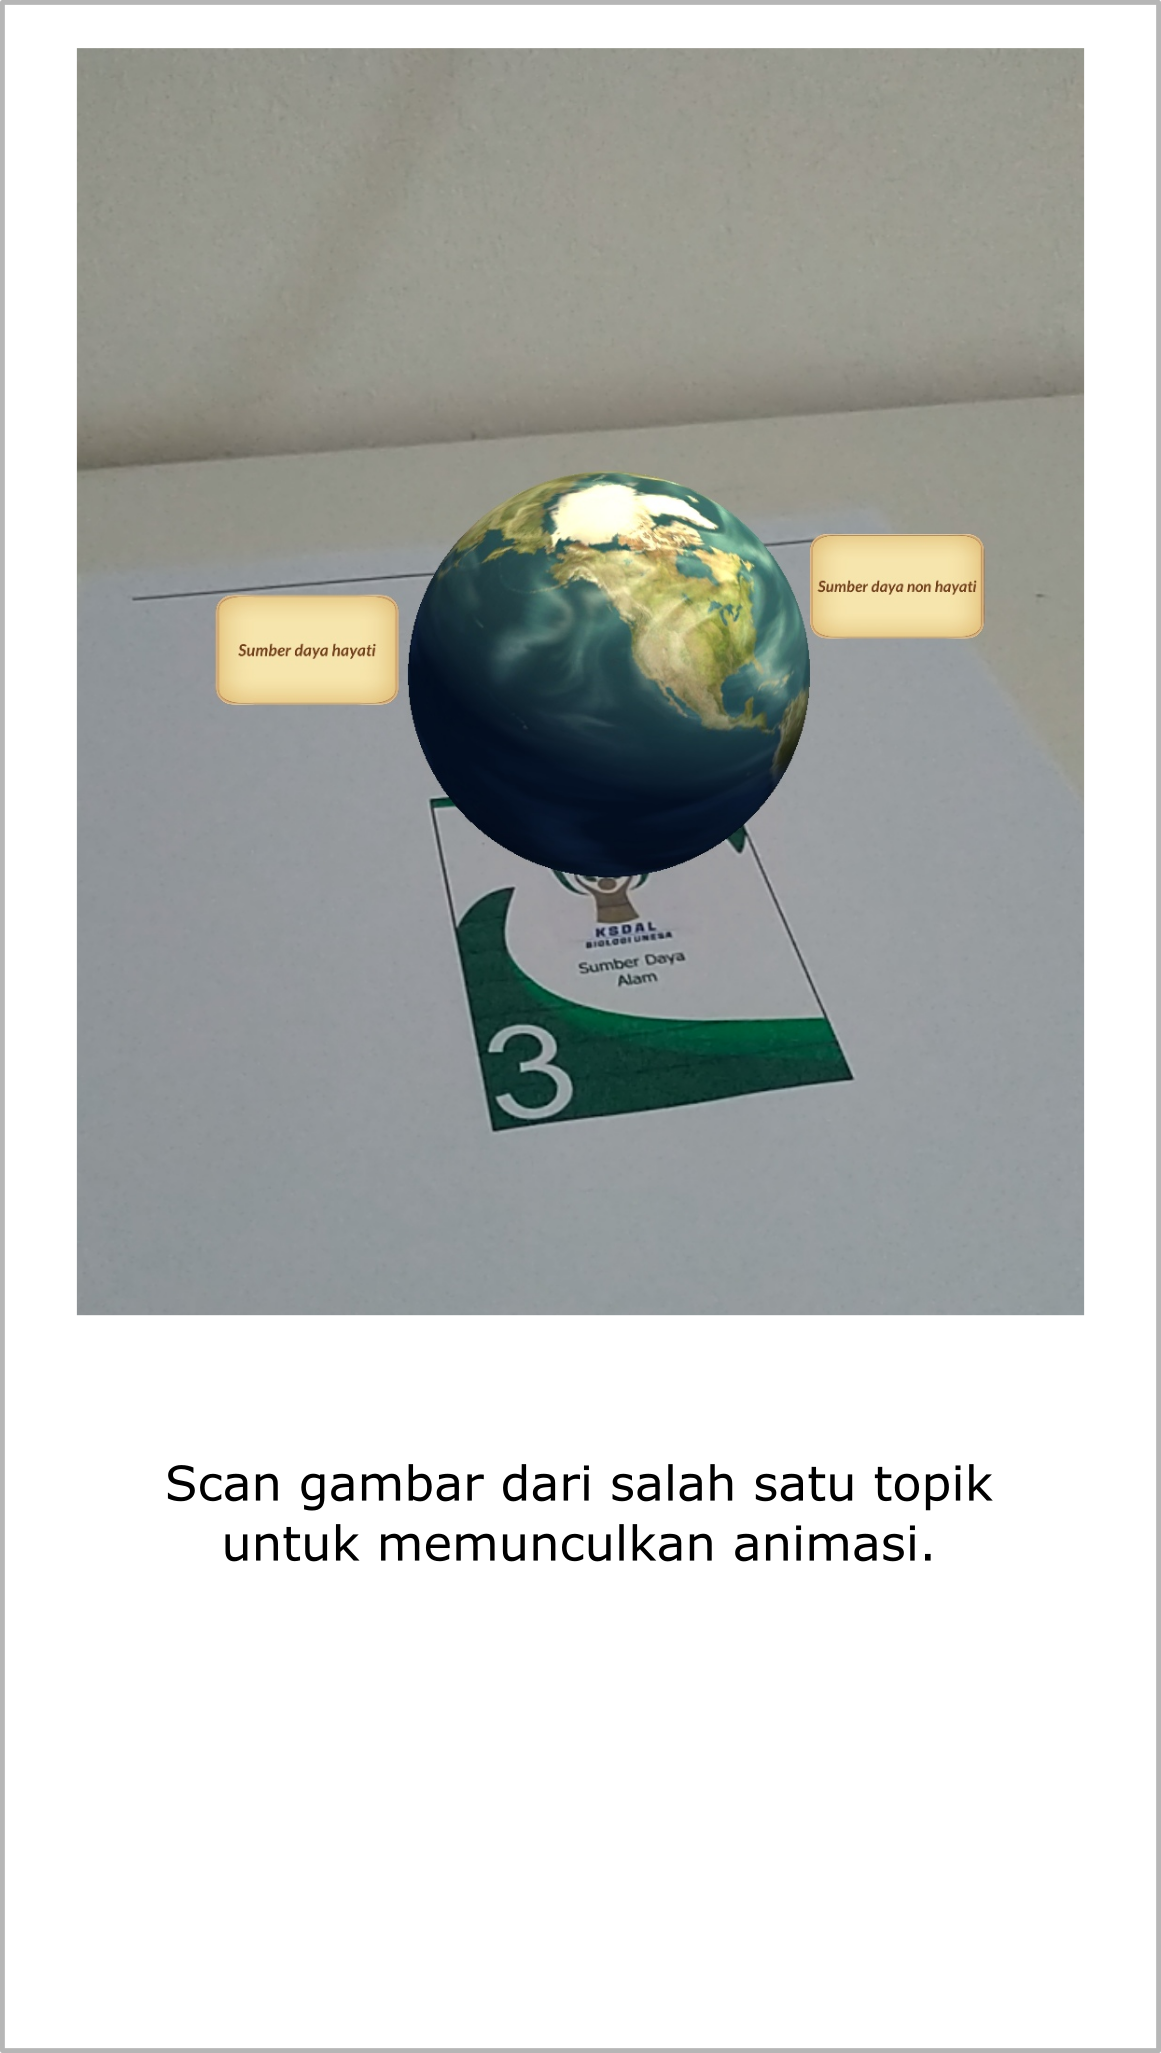 Sumber daya non hayati
Sumber daya hayati
KSDAL
BIOLOGI UNESA
Sumber Daya
Alam
3
Scan gambar dari salah satu topik
untuk memunculkan animasi.